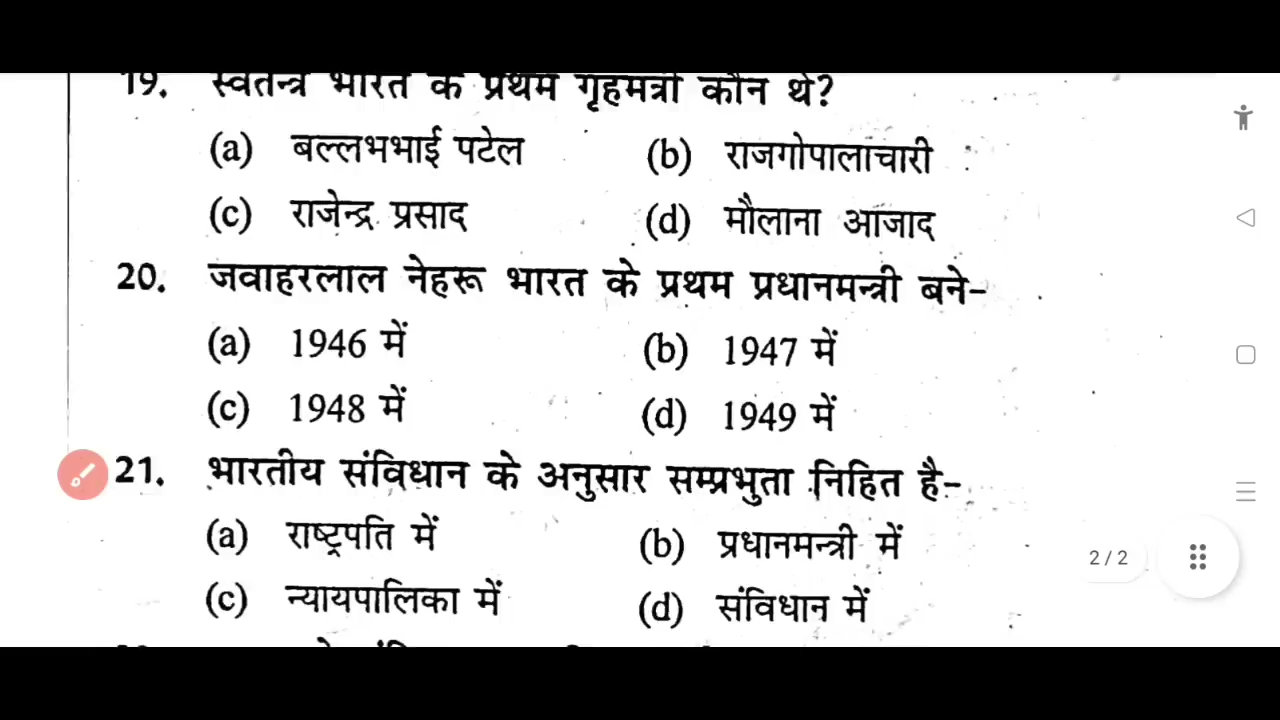 19. स्वतन्त्र भारत के प्रथम गृहमंत्री कौन थे?
(a) बल्लभभाई पटेल (b) राजगोपालाचारी
(c) राजेन्द्र प्रसाद (d) मौलाना आजाद
20. जवाहरलाल नेहरू भारत के प्रथम प्रधानमन्त्री बने-
(a) 1946 में (b) 1947 में
(c) 1948 में (d) 1949 में
21. भारतीय संविधान के अनुसार सम्प्रभुता निहित है-
(a) राष्ट्रपति में (b) प्रधानमन्त्री में
(c) न्यायपालिका में (d) संविधान में
2/2